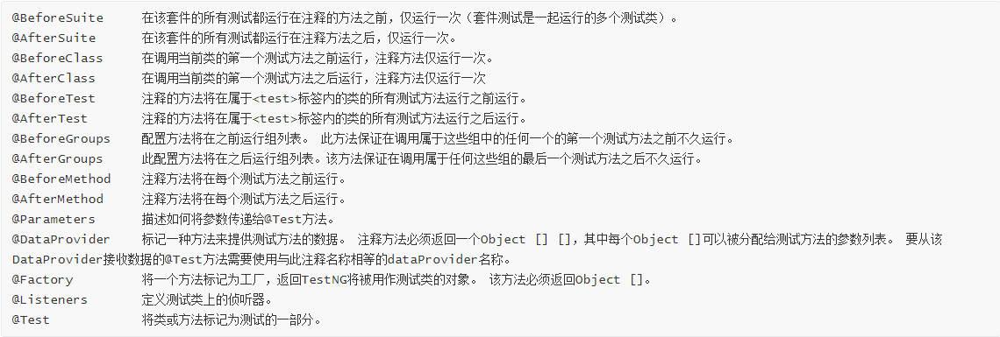 @BeforeSuite 在该套件的所有测试都运行在注释的方法之前，仅运行一次（套件测试是一起运行的多个测试类）。
@AfterSuite 在该套件的所有测试都运行在注释方法之后，仅运行一次。
@BeforeClass 在调用当前类的第一个测试方法之前运行，注释方法仅运行一次。
@AfterClass 在调用当前类的第一个测试方法之后运行，注释方法仅运行一次
@BeforeTest 注释的方法将在属于<test>标签内的类的所有测试方法运行之前运行。
@AfterTest 注释的方法将在属于<test>标签内的类的所有测试方法运行之后运行。
@BeforeGroups 配置方法将在之前运行组列表。 此方法保证在调用属于这些组中的任何一个的第一个测试方法之前不久运行。
@AfterGroups 此配置方法将在之后运行组列表。该方法保证在调用属于任何这些组的最后一个测试方法之后不久运行。
@BeforeMethod 注释方法将在每个测试方法之前运行。
@AfterMethod 注释方法将在每个测试方法之后运行。
@Parameters 描述如何将参数传递给@Test方法。
@DataProvider 标记一种方法来提供测试方法的数据。 注释方法必须返回一个Object [] []，其中每个Object []可以被分配给测试方法的参数列表。 要从该
DataProvider接收数据的@Test方法需要使用与此注释名称相等的dataProvider名称。
@Factory 将一个方法标记为工厂，返回TestNG将被用作测试类的对象。 该方法必须返回Object []。
@Listeners 定义测试类上的侦听器。
@Test 将类或方法标记为测试的一部分。